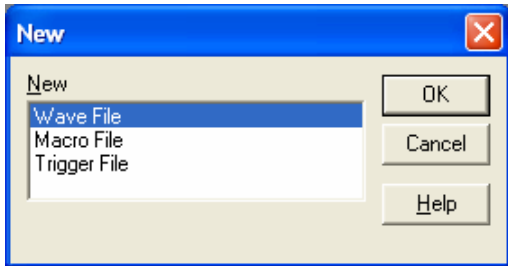 New
New
Wave File
Macro File
Trigger File
OK
Cancel
Help